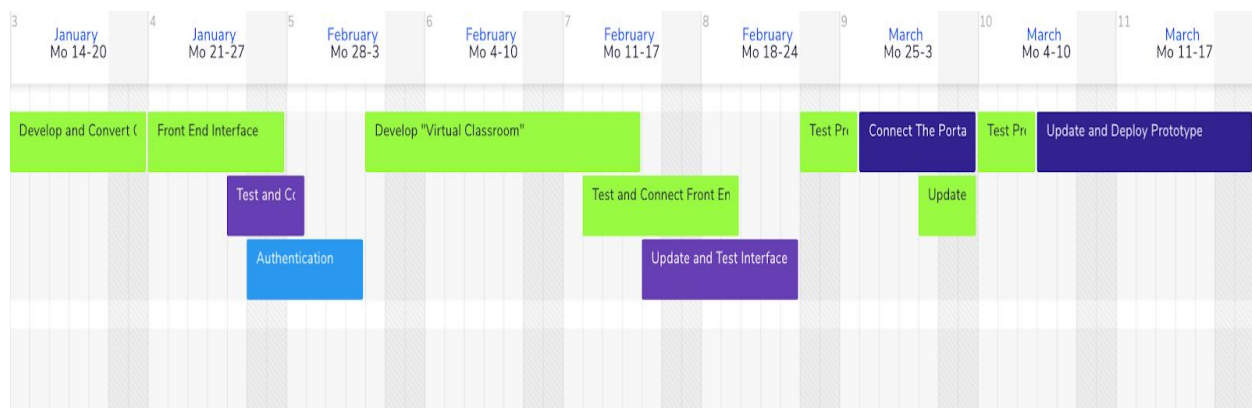 3 4 5 6 7 8 9 10 11
January January February February February February March March March
Mo 14-20 Mo 21-27 Mo 28-3 Mo 4-10 Mo 11-17 Mo 18-24 Mo 25-3 Mo 4-10 Mo 11-17
Develop and Convert Front End Interface Develop "Virtual Classroom" Test Connect The Porta Test Update and Deploy Prototype
Test and Test and Connect Front En Update
Authentication Update and Test Interface